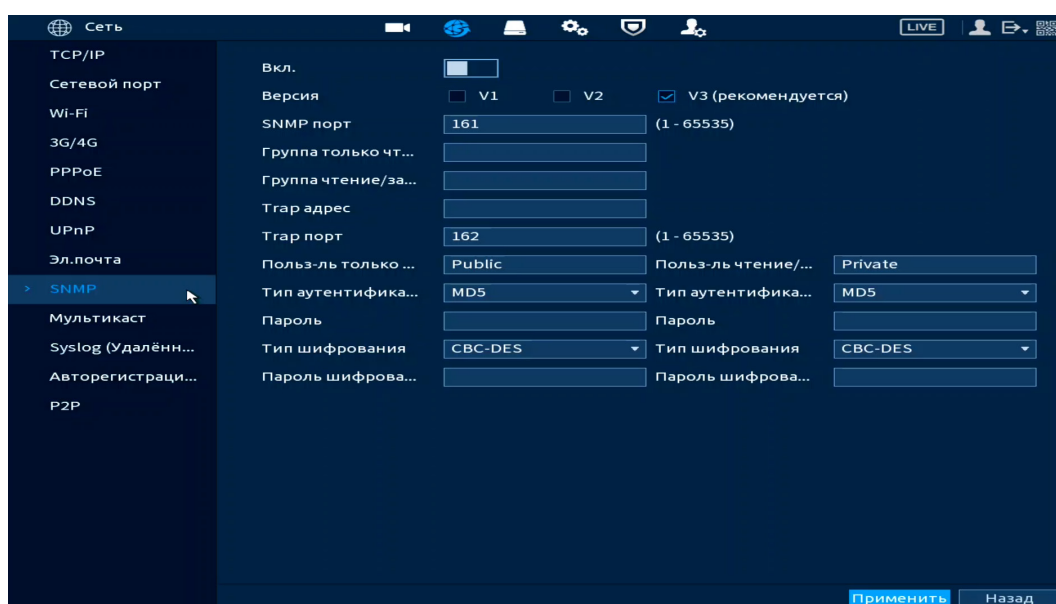 Сеть LIVE
TCP/IP
Сетевой порт
Wi-Fi
3G/4G
PPPoE
DDNS
UPnP
Эл.почта
> SNMP
Мультикаст
Syslog (Удалённ...
Авторегистраци...
P2P
Вкл.
Версия V1 V2 V3 (рекомендуется)
SNMP порт 161 (1 - 65535)
Группа только чт...
Группа чтение/за...
Trap адрес
Trap порт 162 (1 - 65535)
Польз-ль только ... Public Польз-ль чтение/... Private
Тип аутентифика... MD5 Тип аутентифика... MD5
Пароль Пароль
Тип шифрования CBC-DES Тип шифрования CBC-DES
Пароль шифрова... Пароль шифрова...
Применить Назад